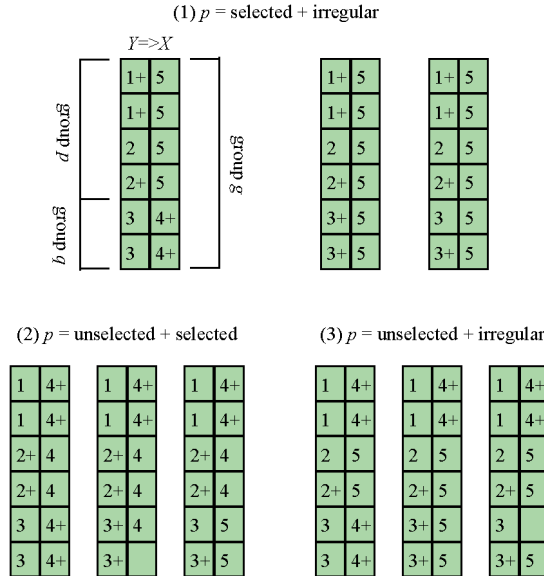 (1) p = selected + irregular
Y=>X
group p
group q
group g
1+ 5 1+ 5 1+ 5
1+ 5 1+ 5 1+ 5
2 5 2 5 2 5
2+ 5 2+ 5 2+ 5
3 4+ 3+ 5 3 5
3 4+ 3+ 5 3+ 5
(2) p = unselected + selected
1 4+ 1 4+ 1 4+
1 4+ 1 4+ 1 4+
2+ 4 2+ 4 2+ 4
2+ 4 2+ 4 2+ 4
3 4+ 3+ 4 3 5
3 4+ 3+ 3+ 5
(3) p = unselected + irregular
1 4+ 1 4+ 1 4+
1 4+ 1 4+ 1 4+
2 5 2 5 2 5
2+ 5 2+ 5 2+ 5
3 4+ 3+ 5 3
3 4+ 3+ 5 3+ 5